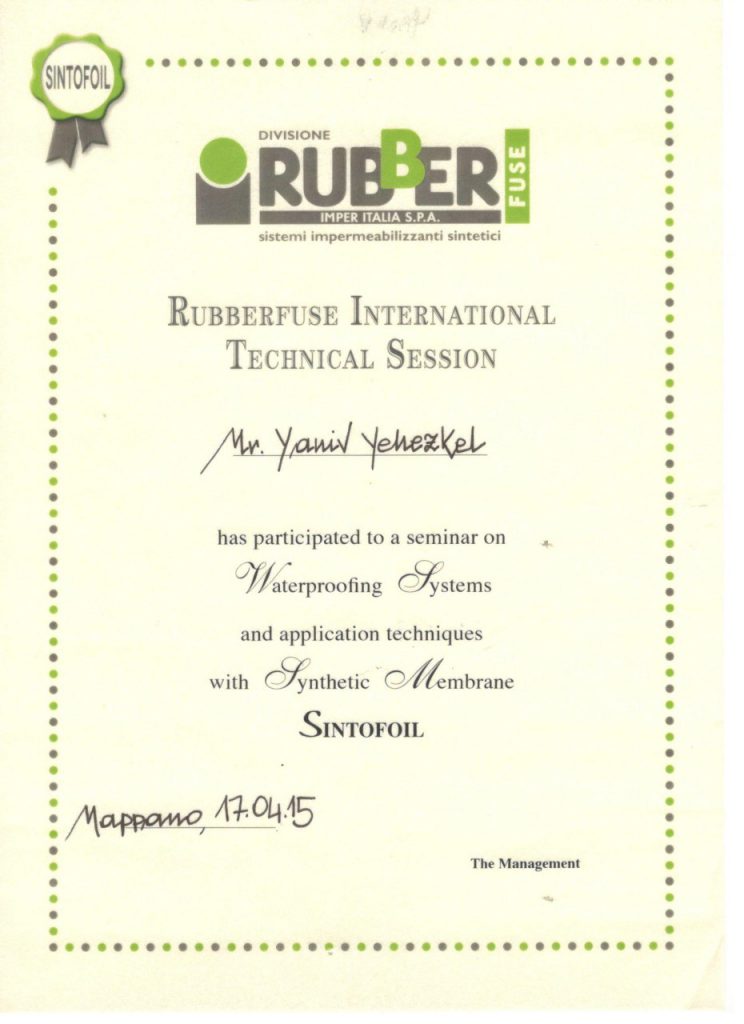 SINTOFOIL
DIVISIONE
RUBBER
FUSE
IMPER ITALIA S.P.A.
sistemi impermeabilizzanti sintetici
RUBBERFUSE INTERNATIONAL
TECHNICAL SESSION
Mr. Yaniv Yehezkel
has participated to a seminar on
Waterproofing Systems
and application techniques
with Synthetic Membrane
SINTOFOIL
Mappano, 17.04.15
The Management